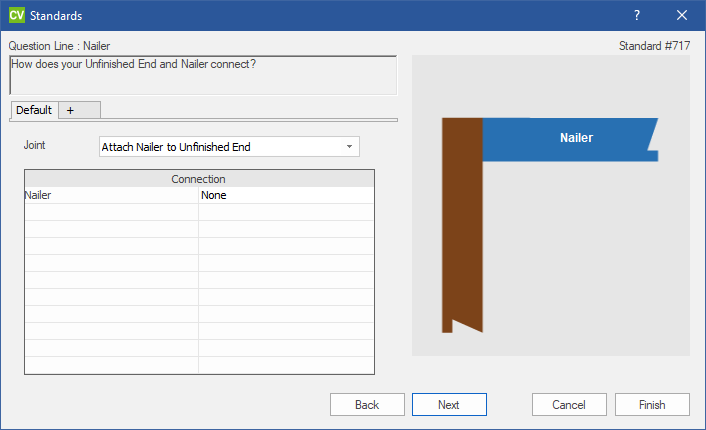 CV Standards ?
Question Line : Nailer
Standard #717
How does your Unfinished End and Nailer connect?
Default +
Joint Attach Nailer to Unfinished End
Connection
Nailer None
Nailer
Back Next Cancel Finish